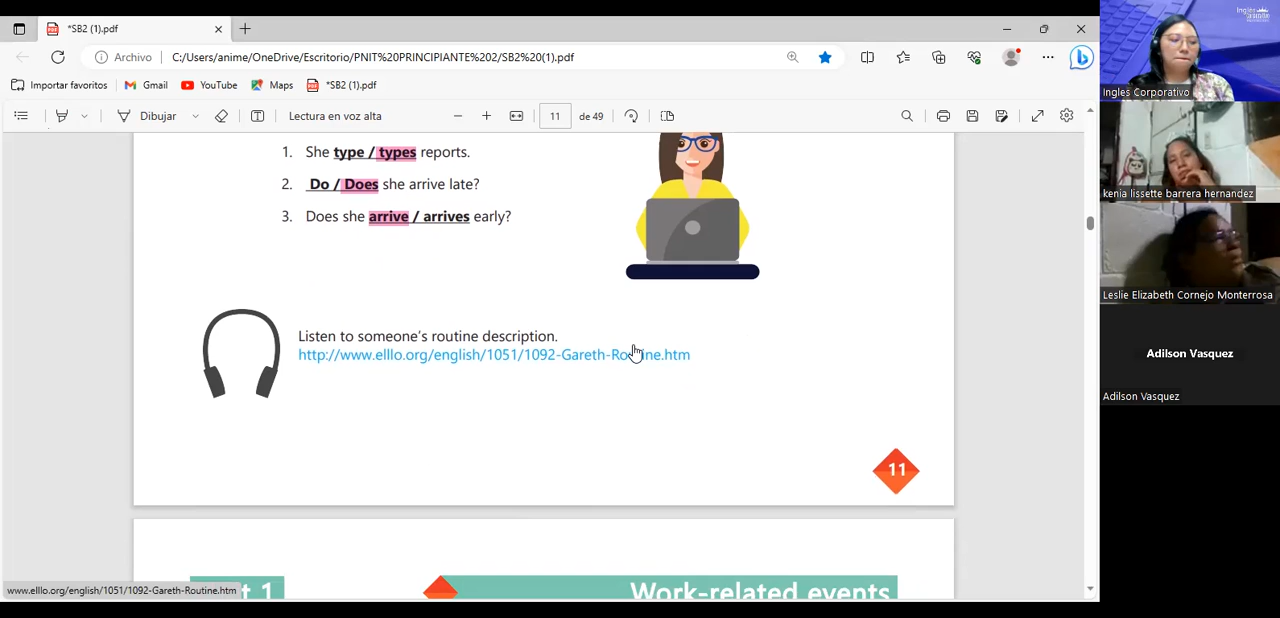 *SB2 (1).pdf
Archivo
C:/Users/anime/OneDrive/Escritorio/PNIT%20PRINCIPIANTE%202/SB2%20(1).pdf
Importar favoritos
Gmail
YouTube
Maps
*SB2 (1).pdf
Dibujar
Lectura en voz alta
11
de 49
1. She type / types reports.
2. Do / Does she arrive late?
3. Does she arrive / arrives early?
Listen to someone's routine description.
http://www.elllo.org/english/1051/1092-Gareth-Routine.htm
11
Work-related events
www.elllo.org/english/1051/1092-Gareth-Routine.htm
Ingles Corporativo
kenia lissette barrera hernandez
Leslie Elizabeth Cornejo Monterrosa
Adilson Vasquez
Adilson Vasquez